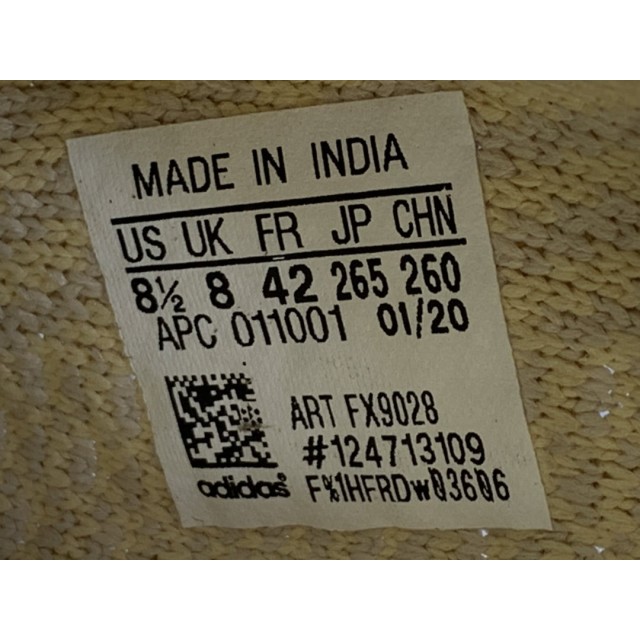 MADE IN INDIA
US UK FR JP CHN
8½ 8 42 265 260
APC 011001 01/20
ART FX9028
#124713109
adidas F%1HFRDW03606